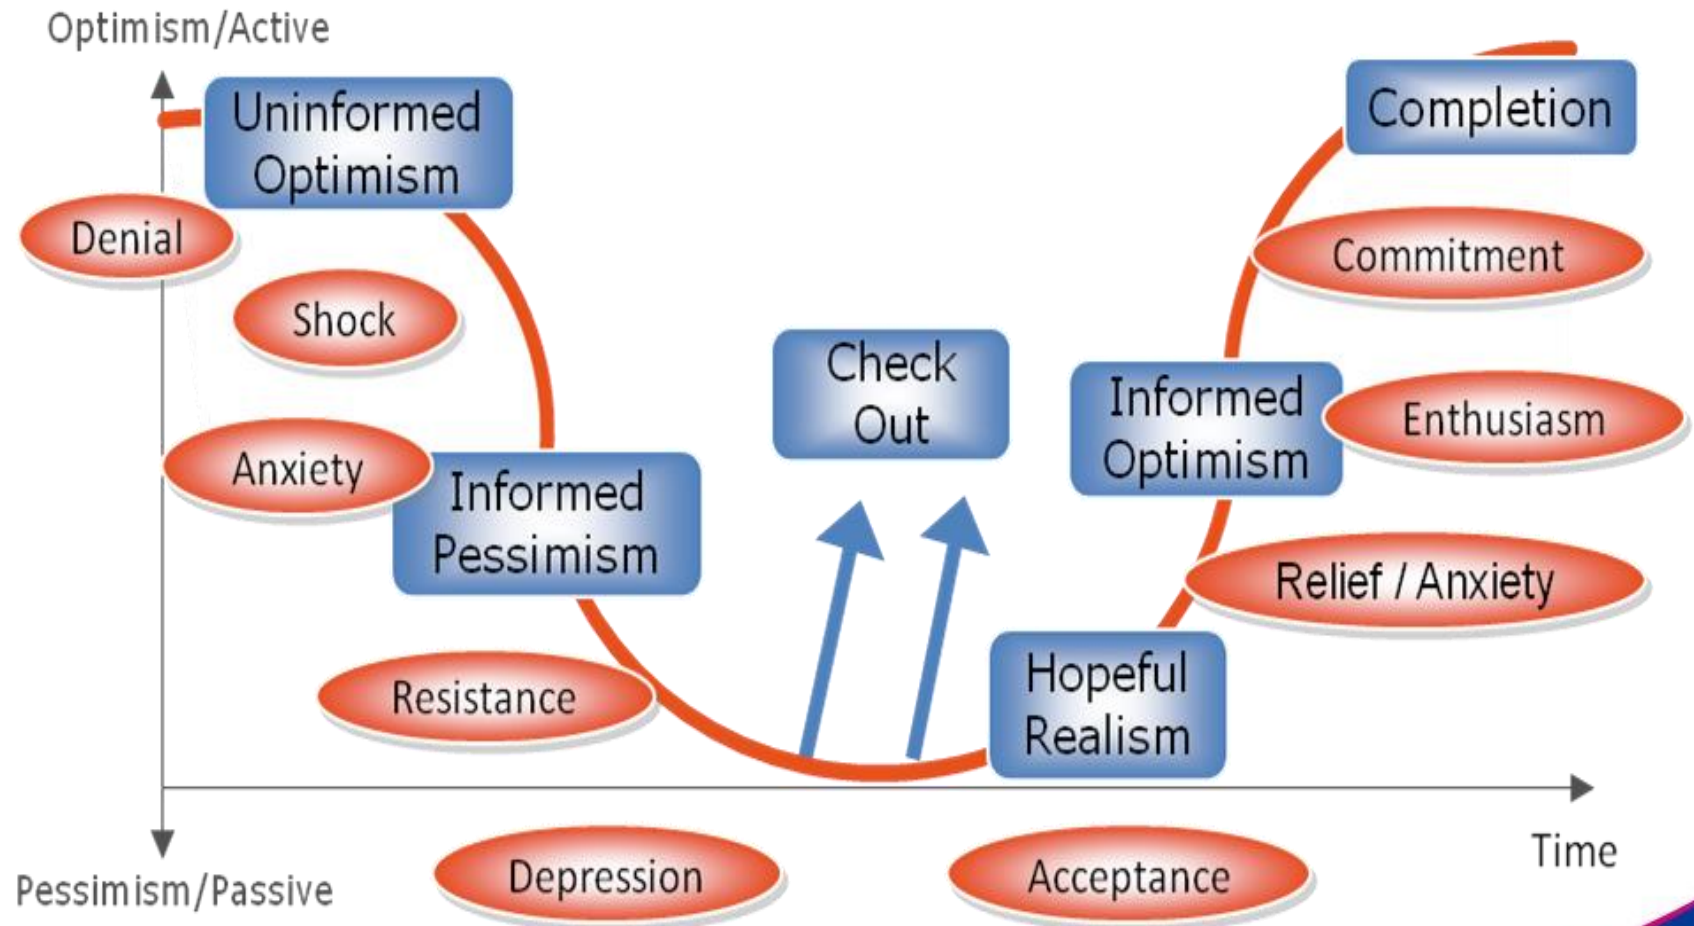 Optimism/Active
Uninformed
Optimism
Denial
Shock
Anxiety
Informed
Pessimism
Resistance
Depression
Check
Out
Acceptance
Hopeful
Realism
Relief / Anxiety
Informed
Optimism
Enthusiasm
Commitment
Completion
Time
Pessimism/Passive